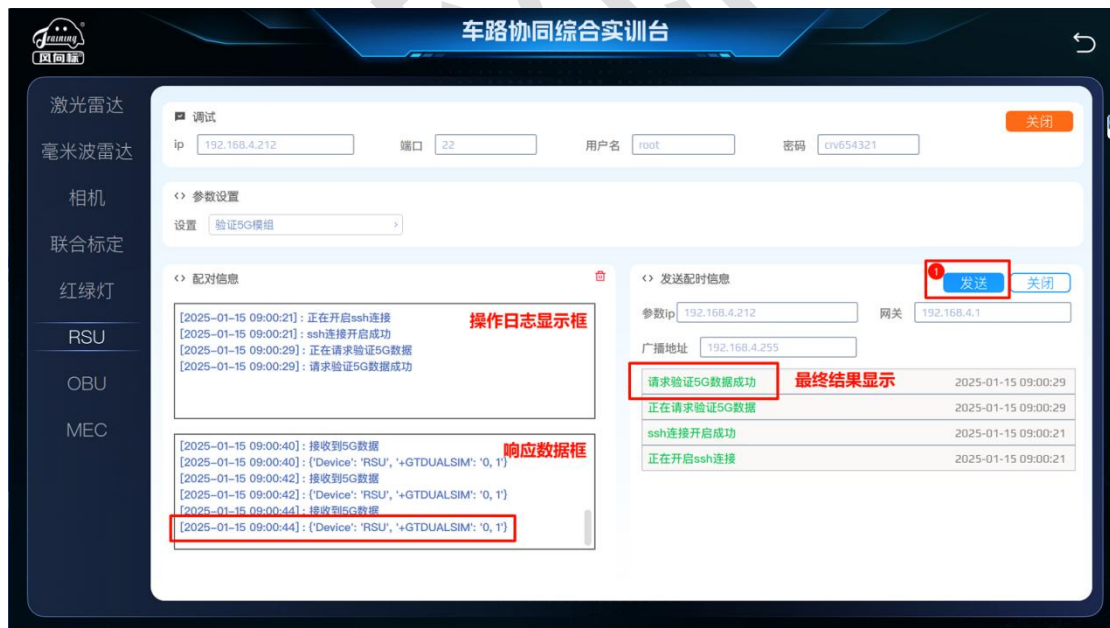 Training
风向标
车路协同综合实训台
激光雷达
毫米波雷达
相机
联合标定
红绿灯
RSU
OBU
MEC
调试
关闭
ip 192.168.4.212 端口 22 用户名 root 密码 crv654321
<> 参数设置
设置 验证5G模组 >
<> 配对信息
[2025-01-15 09:00:21] : 正在开启ssh连接
[2025-01-15 09:00:21] : ssh连接开启成功
[2025-01-15 09:00:29] : 正在请求验证5G数据
[2025-01-15 09:00:29] : 请求验证5G数据成功
操作日志显示框
[2025-01-15 09:00:40] : 接收到5G数据
[2025-01-15 09:00:40] : {'Device': 'RSU', '+GTDUALSIM': '0, 1'}
[2025-01-15 09:00:42] : 接收到5G数据
[2025-01-15 09:00:42] : {'Device': 'RSU', '+GTDUALSIM': '0, 1'}
[2025-01-15 09:00:44] : 接收到5G数据
[2025-01-15 09:00:44] : {'Device': 'RSU', '+GTDUALSIM': '0, 1'}
响应数据框
<> 发送配时信息
1
发送 关闭
参数ip 192.168.4.212 网关 192.168.4.1
广播地址 192.168.4.255
请求验证5G数据成功 最终结果显示 2025-01-15 09:00:29
正在请求验证5G数据 2025-01-15 09:00:29
ssh连接开启成功 2025-01-15 09:00:21
正在开启ssh连接 2025-01-15 09:00:21